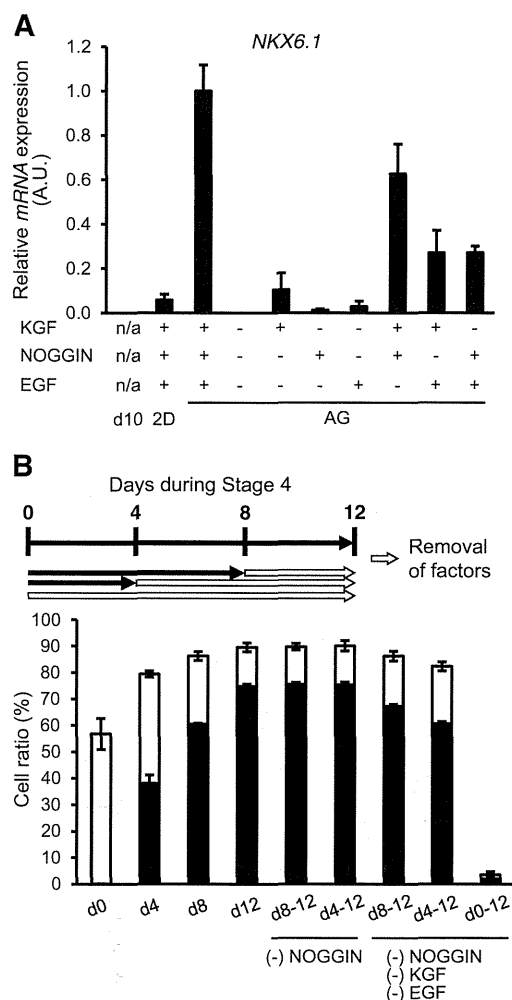 A
NKX6.1
Relative mRNA expression
(A.U.)
1.2
1.0
0.8
0.6
0.4
0.2
0.0
KGF n/a + + - + - - + + -
NOGGIN n/a + + - - + - + - +
EGF n/a + + - - - + - + +
d10 2D AG
B
Days during Stage 4
0 4 8 12
Removal
of factors
Cell ratio (%)
100
90
80
70
60
50
40
30
20
10
0
d0 d4 d8 d12 d8-12 d4-12 d8-12 d4-12 d0-12
(-) NOGGIN (-) NOGGIN
(-) KGF
(-) EGF